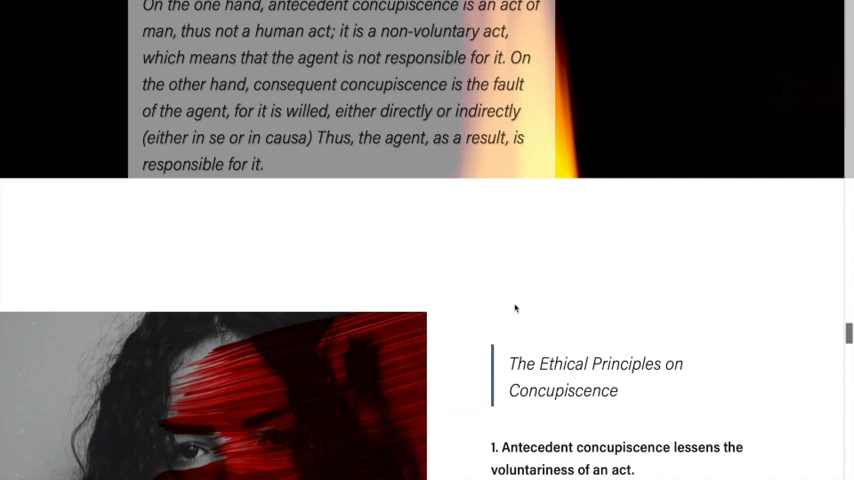 On the one hand, antecedent concupiscence is an act of
man, thus not a human act; it is a non-voluntary act,
which means that the agent is not responsible for it. On
the other hand, consequent concupiscence is the fault
of the agent, for it is willed, either directly or indirectly
(either in se or in causa) Thus, the agent, as a result, is
responsible for it.
The Ethical Principles on
Concupiscence
1. Antecedent concupiscence lessens the
voluntariness of an act.